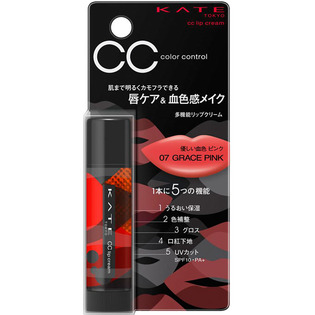 KATE
TOKYO
cc lip cream
CC color control
肌まで明るくカモフラできる
唇ケア&血色感メイク
多機能リップクリーム
優しい血色 ピンク
07 GRACE PINK
1本に5つの機能
1 うるおい保湿
2 色補整
3 グロス
4 口紅下地
5 UVカット
SPF10・PA+
KATE
CC lip cream